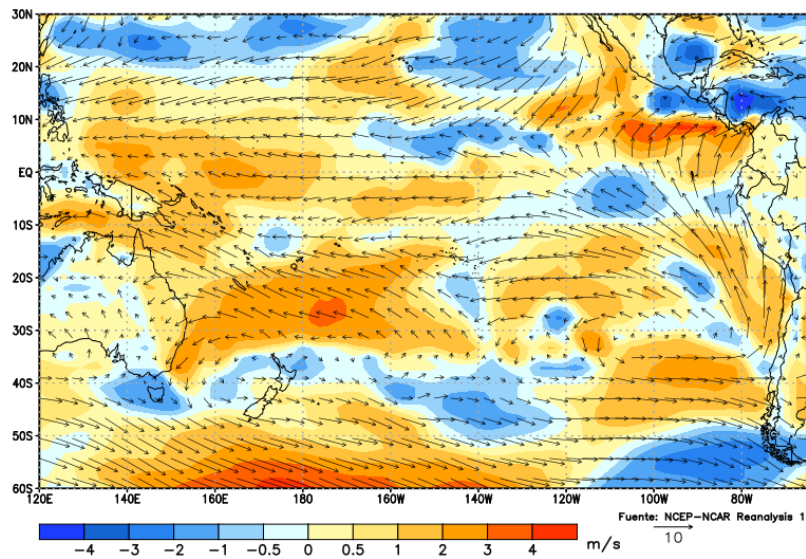 30N
20N
10N
EQ
10S
20S
30S
40S
50S
60S
120E 140E 160E 180 160W 140W 120W 100W 80W
Fuente: NCEP-NCAR Reanalysis 1
10
-4 -3 -2 -1 -0.5 0 0.5 1 2 3 4 m/s